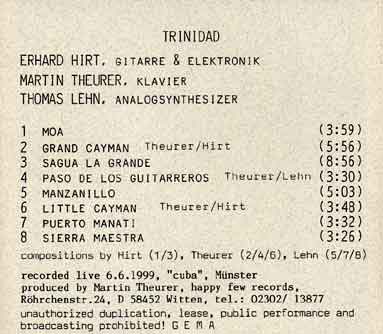 TRINIDAD
ERHARD HIRT, GITARRE & ELEKTRONIK
MARTIN THEURER, KLAVIER
THOMAS LEHN, ANALOGSYNTHESIZER
1 MOA (3:59)
2 GRAND CAYMAN Theurer/Hirt (5:56)
3 SAGUA LA GRANDE (8:56)
4 PASO DE LOS GUITARREROS Theurer/Lehn (3:30)
5 MANZANILLO (5:03)
6 LITTLE CAYMAN Theurer/Hirt (3:48)
7 PUERTO MANATI (3:32)
8 SIERRA MAESTRA (3:26)
compositions by Hirt (1/3), Theurer (2/4/6), Lehn (5/7/8)
recorded live 6.6.1999, "cuba", Münster
produced by Martin Theurer, happy few records,
Röhrchenstr.24, D 58452 Witten, tel.: 02302/ 13877
unauthorized duplication, lease, public performance and
broadcasting prohibited! G E M A